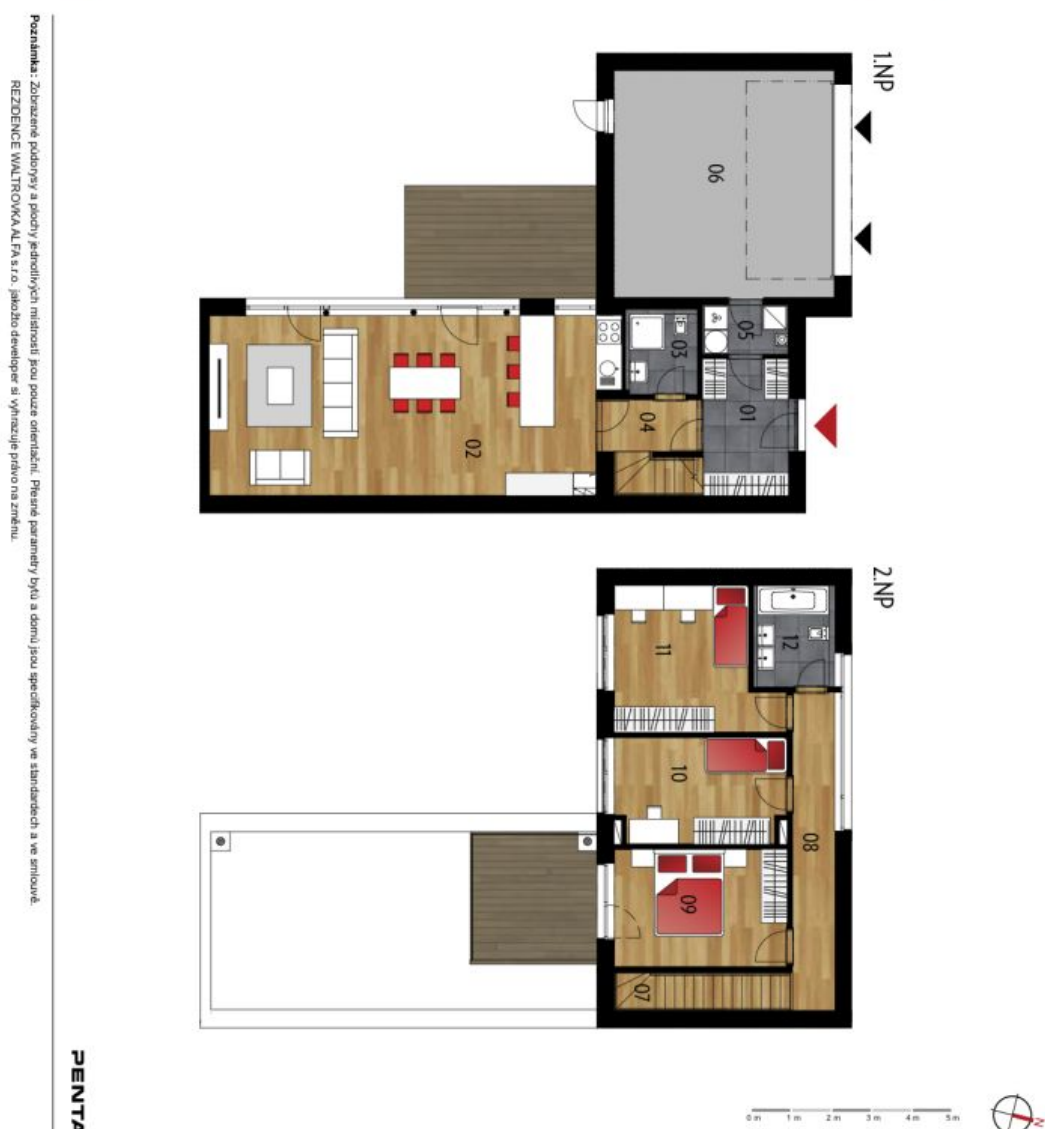 1.NP
06
05
03
01
04
02
2.NP
12
11
10
08
09
07
0 m 1 m 2 m 3 m 4 m 5 m
N
PENTA
Poznámka: Zobrazené půdorysy a plochy jednotlivých místností jsou pouze orientační. Přesné parametry bytů a domů jsou specifikovány ve standardech a ve smlouvě.
REZIDENCE WALTROVKA ALFA s.r.o. jakožto developer si vyhrazuje právo na změnu.